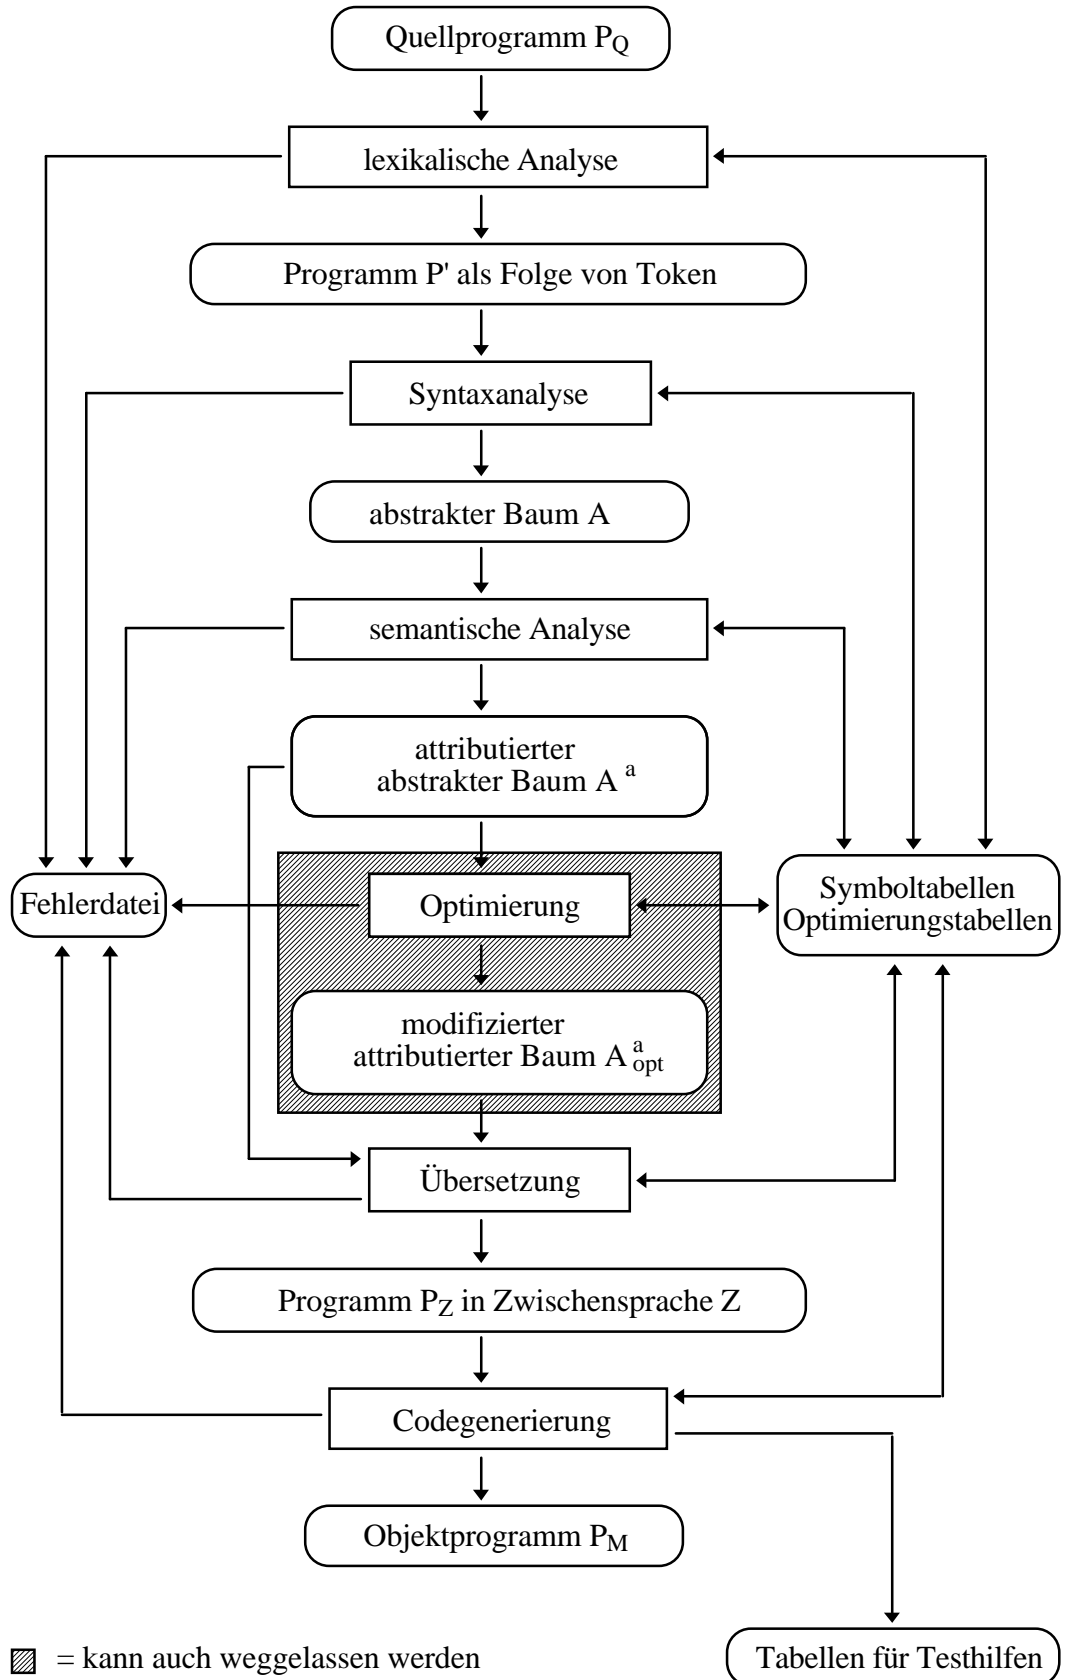 Quellprogramm P_Q
lexikalische Analyse
Programm P' als Folge von Token
Syntaxanalyse
abstrakter Baum A
semantische Analyse
attributierter
abstrakter Baum A^a
Fehlerdatei
Optimierung
Symboltabellen
Optimierungstabellen
modifizierter
attributierter Baum A^a_opt
Übersetzung
Programm P_Z in Zwischensprache Z
Codegenerierung
Objektprogramm P_M
= kann auch weggelassen werden
Tabellen für Testhilfen